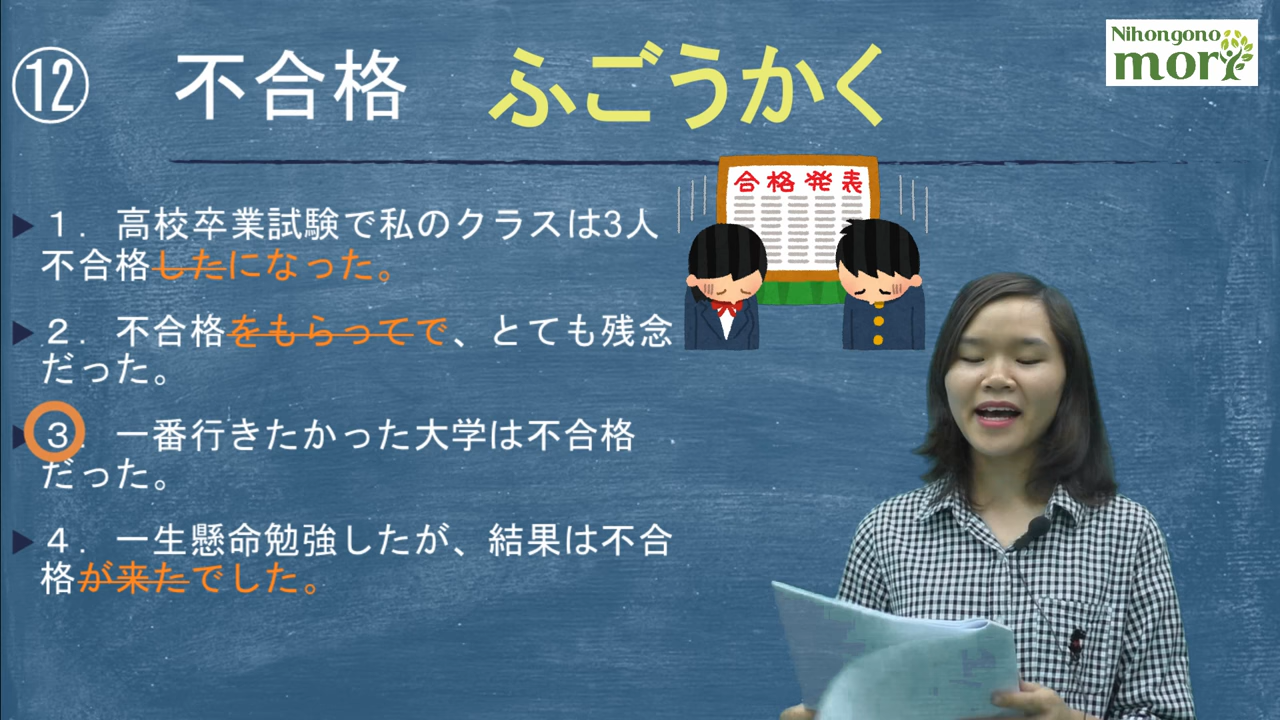 ⑫ 不合格 ふごうかく
Nihongono
mori
合格発表
１．高校卒業試験で私のクラスは3人
不合格したになった。
２．不合格をもらってで、とても残念
だった。
３．一番行きたかった大学は不合格
だった。
４．一生懸命勉強したが、結果は不合
格が来たでした。